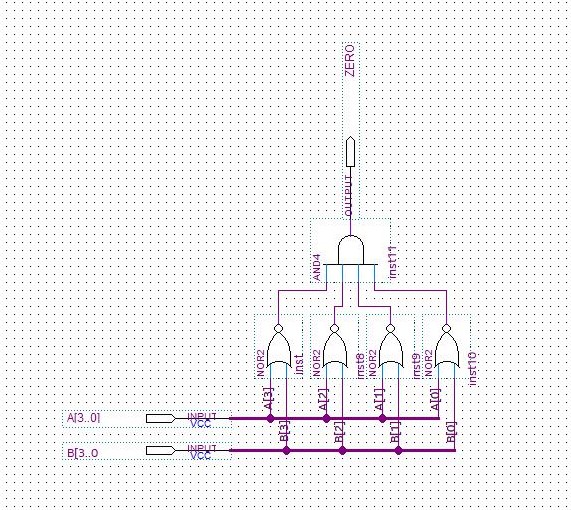 ZERO
OUTPUT
AND4
inst11
NOR2
inst
NOR2
inst8
NOR2
inst9
NOR2
inst10
A[3]
A[2]
A[1]
A[0]
A[3..0]
INPUT
VCC
B[3]
B[2]
B[1]
B[0]
B[3..0
INPUT
VCC